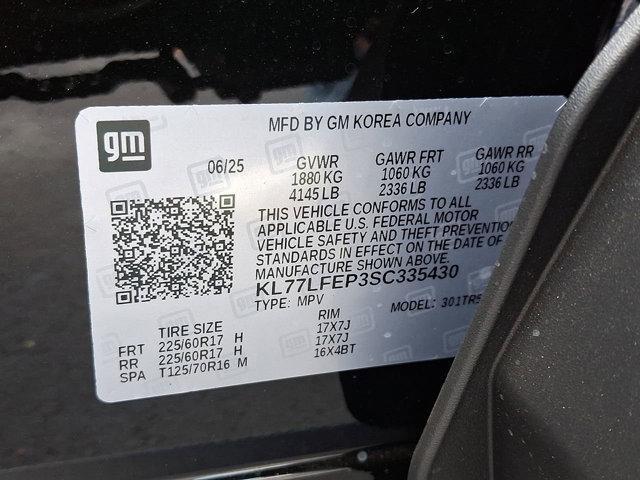 gm
MFD BY GM KOREA COMPANY
06/25 GVWR GAWR FRT GAWR RR
1880 KG 1060 KG 1060 KG
4145 LB 2336 LB 2336 LB
THIS VEHICLE CONFORMS TO ALL
APPLICABLE U.S. FEDERAL MOTOR
VEHICLE SAFETY AND THEFT PREVENTION
STANDARDS IN EFFECT ON THE DATE OF
MANUFACTURE SHOWN ABOVE.
KL77LFEP3SC335430
TYPE: MPV MODEL: 301TR5
TIRE SIZE RIM
FRT 225/60R17 H 17X7J
RR 225/60R17 H 17X7J
SPA T125/70R16 M 16X4BT